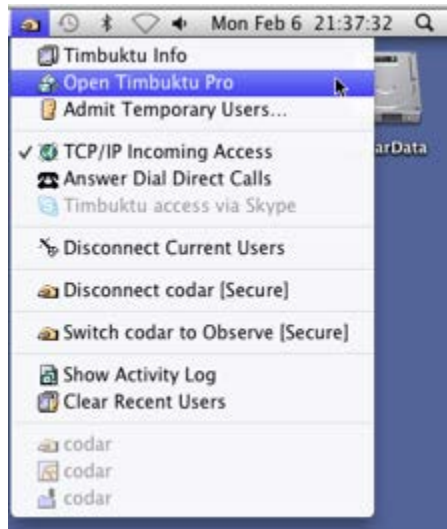 Mon Feb 6 21:37:32
Timbuktu Info
Open Timbuktu Pro
Admit Temporary Users...
arData
TCP/IP Incoming Access
Answer Dial Direct Calls
Timbuktu access via Skype
Disconnect Current Users
Disconnect codar [Secure]
Switch codar to Observe [Secure]
Show Activity Log
Clear Recent Users
codar
codar
codar